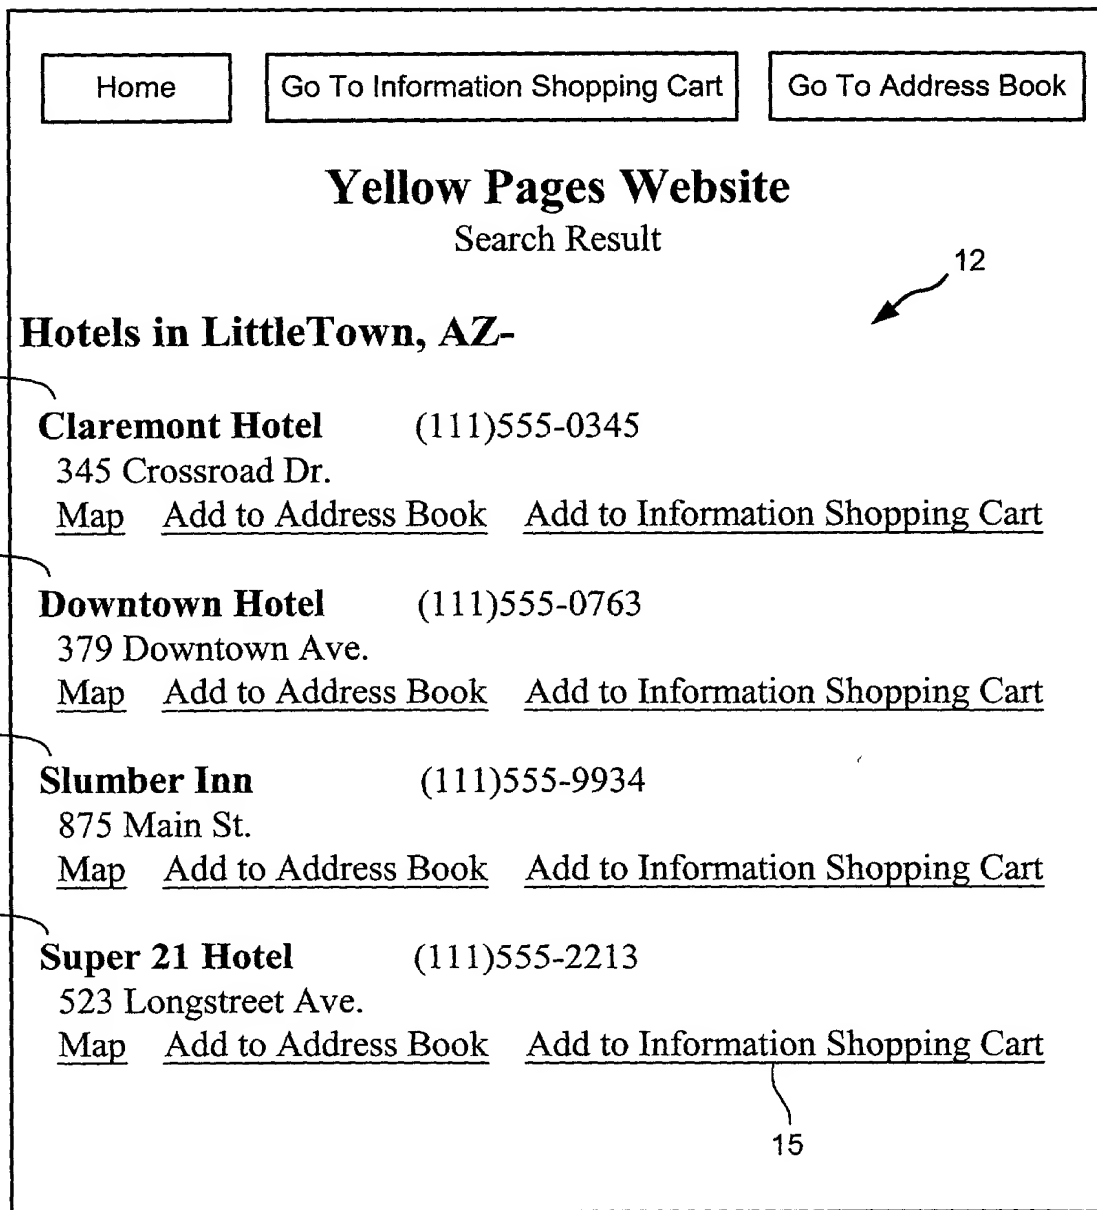 Home Go To Information Shopping Cart Go To Address Book
Yellow Pages Website
Search Result
12
Hotels in LittleTown, AZ-
Claremont Hotel (111)555-0345
345 Crossroad Dr.
Map Add to Address Book Add to Information Shopping Cart
Downtown Hotel (111)555-0763
379 Downtown Ave.
Map Add to Address Book Add to Information Shopping Cart
Slumber Inn (111)555-9934
875 Main St.
Map Add to Address Book Add to Information Shopping Cart
Super 21 Hotel (111)555-2213
523 Longstreet Ave.
Map Add to Address Book Add to Information Shopping Cart
15